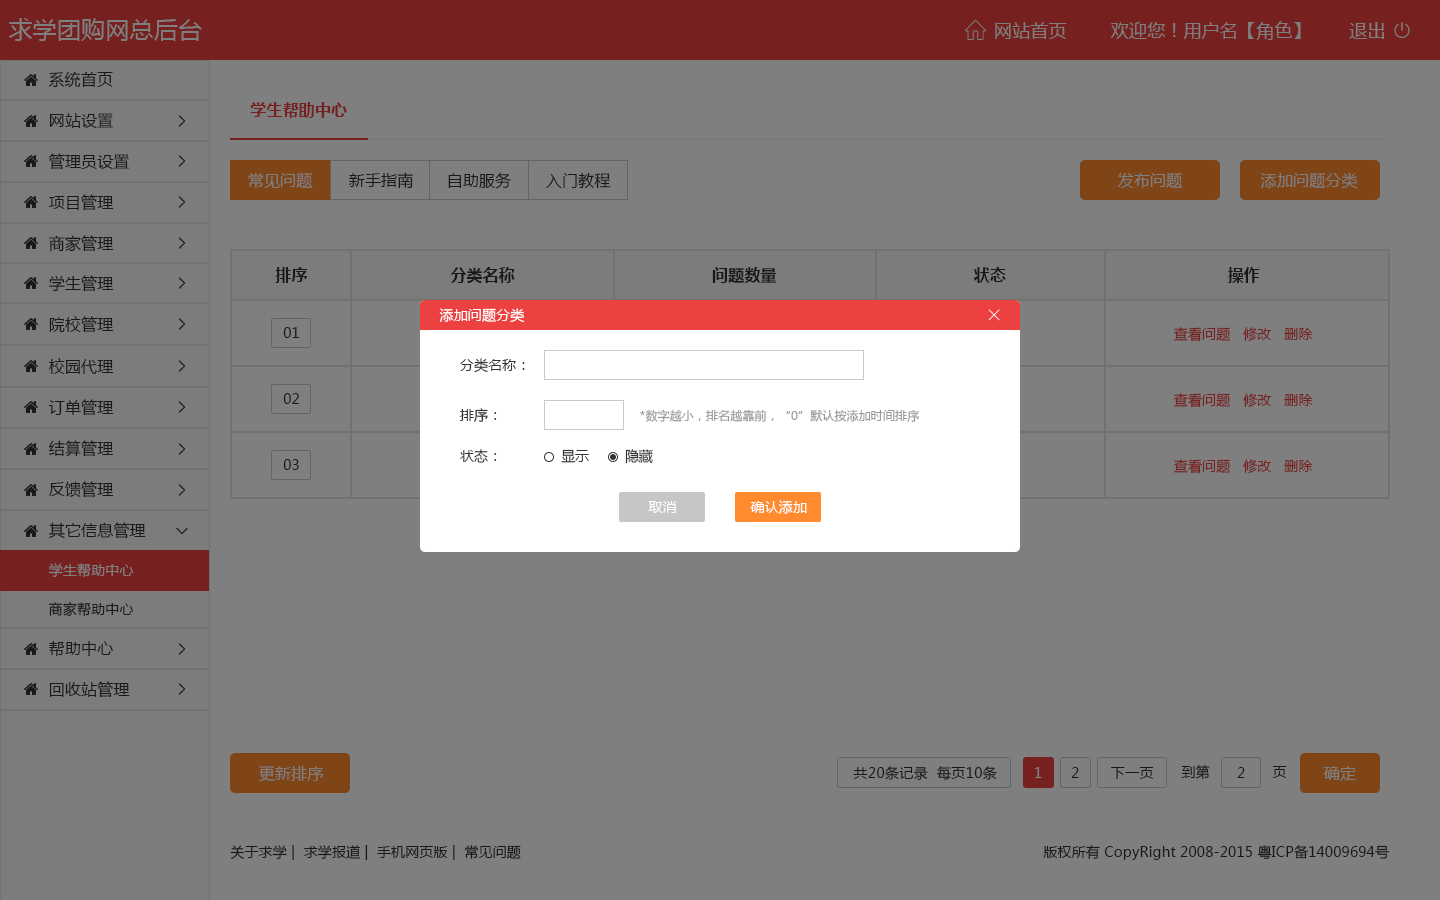 求学团购网总后台
网站首页
欢迎您！用户名【角色】
退出
系统首页
网站设置
管理员设置
项目管理
商家管理
学生管理
院校管理
校园代理
订单管理
结算管理
反馈管理
其它信息管理
学生帮助中心
商家帮助中心
帮助中心
回收站管理
学生帮助中心
常见问题 新手指南 自助服务 入门教程
发布问题 添加问题分类
排序 分类名称 问题数量 状态 操作
01 查看问题 修改 删除
02 查看问题 修改 删除
03 查看问题 修改 删除
添加问题分类
分类名称：
排序： *数字越小，排名越靠前，“0”默认按添加时间排序
状态： 显示 隐藏
取消 确认添加
更新排序
共20条记录 每页10条 1 2 下一页 到第 2 页 确定
关于求学 | 求学报道 | 手机网页版 | 常见问题
版权所有 CopyRight 2008-2015 粤ICP备14009694号